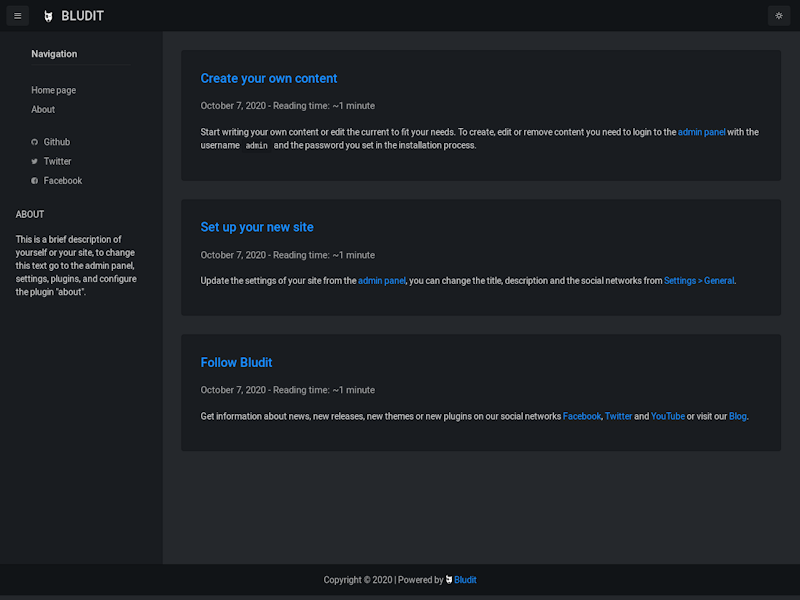 BLUDIT
Navigation
Home page
About
Github
Twitter
Facebook
ABOUT
This is a brief description of
yourself or your site, to change
this text go to the admin panel,
settings, plugins, and configure
the plugin "about".
Create your own content
October 7, 2020 - Reading time: ~1 minute
Start writing your own content or edit the current to fit your needs. To create, edit or remove content you need to login to the admin panel with the
username admin and the password you set in the installation process.
Set up your new site
October 7, 2020 - Reading time: ~1 minute
Update the settings of your site from the admin panel, you can change the title, description and the social networks from Settings > General.
Follow Bludit
October 7, 2020 - Reading time: ~1 minute
Get information about news, new releases, new themes or new plugins on our social networks Facebook, Twitter and YouTube or visit our Blog.
Copyright © 2020 | Powered by Bludit